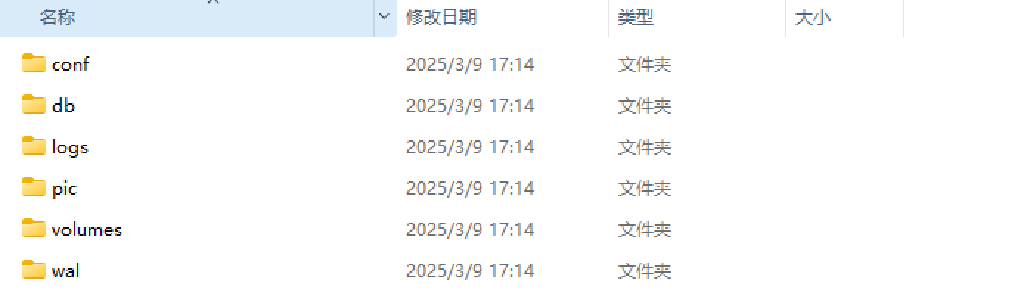 名称 修改日期 类型 大小
conf 2025/3/9 17:14 文件夹
db 2025/3/9 17:14 文件夹
logs 2025/3/9 17:14 文件夹
pic 2025/3/9 17:14 文件夹
volumes 2025/3/9 17:14 文件夹
wal 2025/3/9 17:14 文件夹